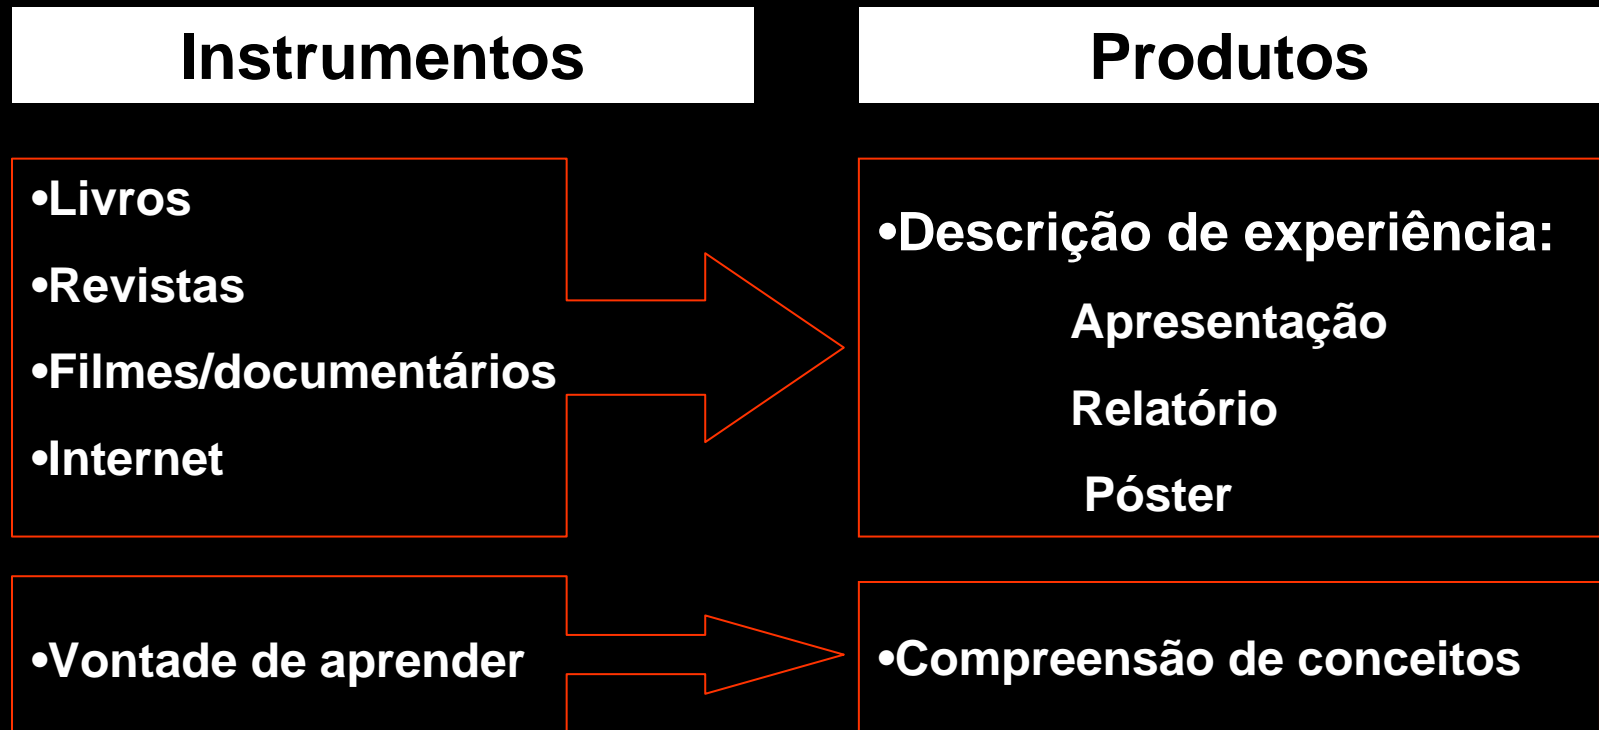 Instrumentos
Produtos
•Livros
•Revistas
•Filmes/documentários
•Internet
•Descrição de experiência:
Apresentação
Relatório
Póster
•Vontade de aprender
•Compreensão de conceitos